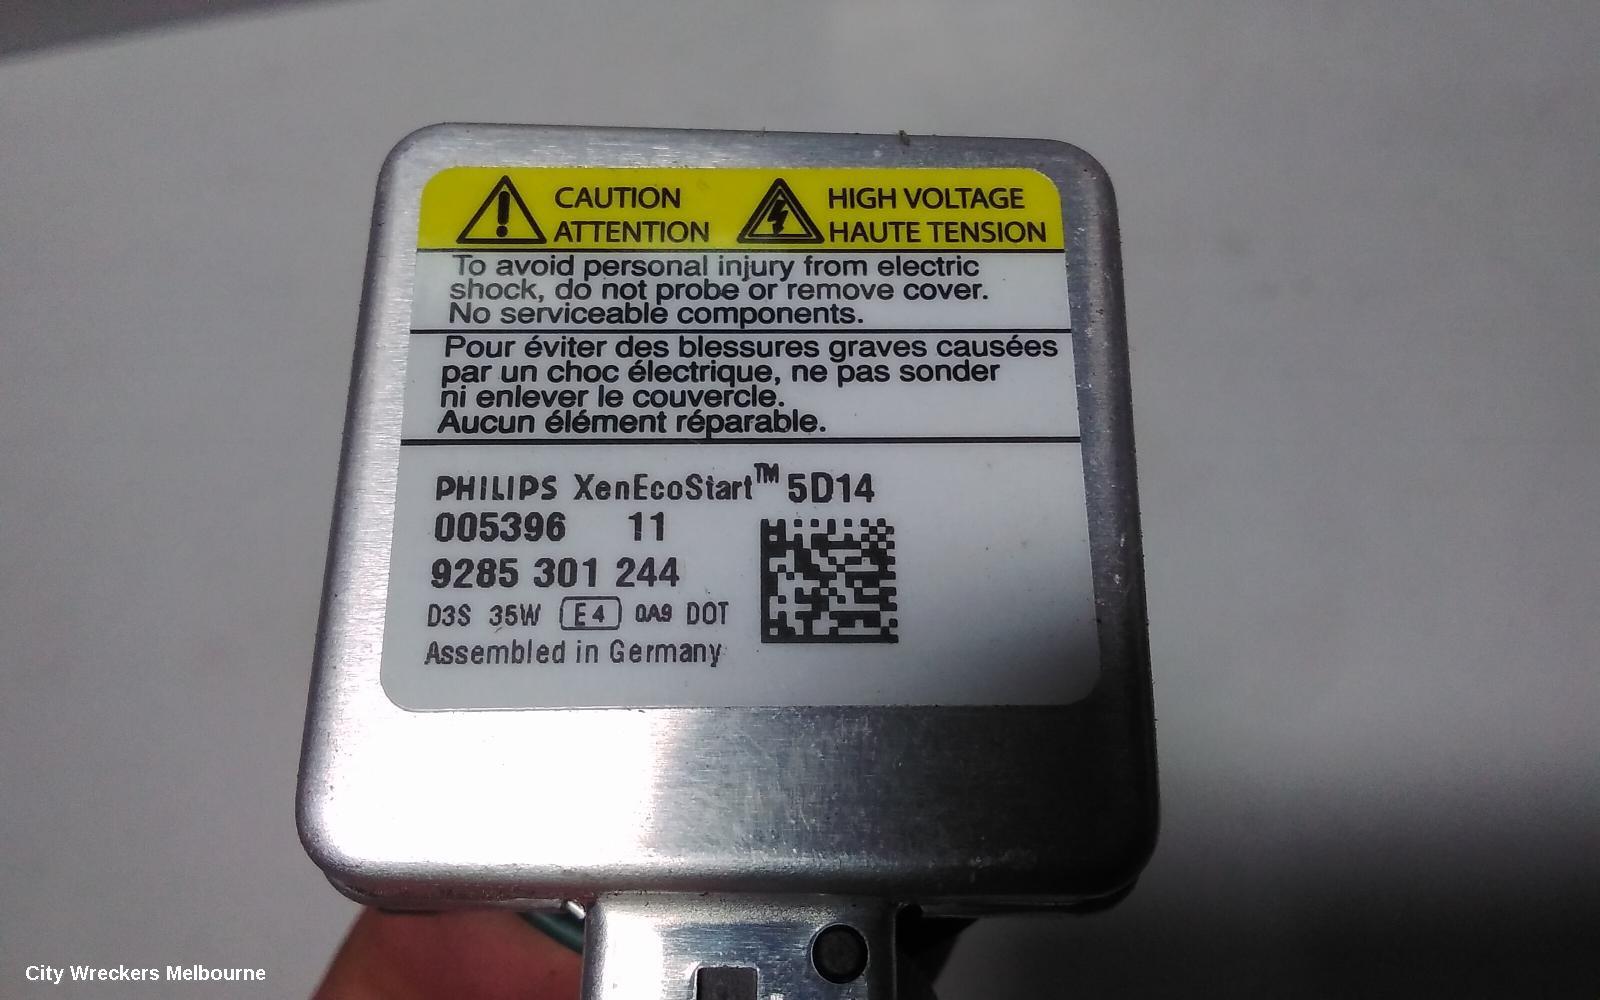 CAUTION
ATTENTION
HIGH VOLTAGE
HAUTE TENSION
To avoid personal injury from electric
shock, do not probe or remove cover.
No serviceable components.
Pour éviter des blessures graves causées
par un choc électrique, ne pas sonder
ni enlever le couvercle.
Aucun élément réparable.
PHILIPS XenEcoStart™ 5D14
005396 11
9285 301 244
D3S 35W E4 0A9 DOT
Assembled in Germany
City Wreckers Melbourne